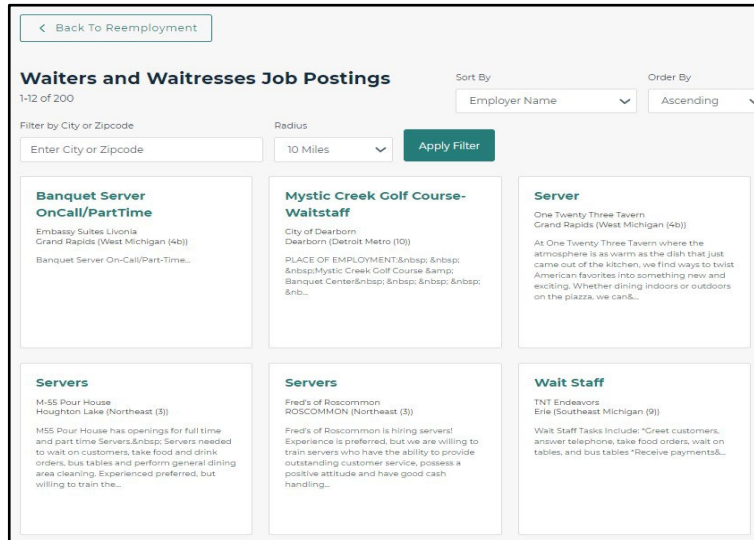 Back To Reemployment
Waiters and Waitresses Job Postings
1-12 of 200
Sort By
Order By
Employer Name
Ascending
Filter by City or Zipcode
Radius
Enter City or Zipcode
10 Miles
Apply Filter
Banquet Server
OnCall/PartTime
Embassy Suites Livonia
Grand Rapids (West Michigan (4b))
Banquet Server On-Call/Part-Time...
Mystic Creek Golf Course-
Waitstaff
City of Dearborn
Dearborn (Detroit Metro (10))
PLACE OF EMPLOYMENT:&nbsp; &nbsp;
&nbsp;Mystic Creek Golf Course &amp;
Banquet Center&nbsp; &nbsp; &nbsp; &nbsp;
&nb...
Server
One Twenty Three Tavern
Grand Rapids (West Michigan (4b))
At One Twenty Three Tavern where the
atmosphere is as warm as the dish that just
came out of the kitchen, we find ways to twist
American favorites into something new and
exciting. Whether dining indoors or outdoors
on the piazza, we can&...
Servers
M-55 Pour House
Houghton Lake (Northeast (3))
M55 Pour House has openings for full time
and part time Servers.&nbsp; Servers needed
to wait on customers, take food and drink
orders, bus tables and perform general dining
area cleaning. Experienced preferred, but
willing to train the...
Servers
Fred's of Roscommon
ROSCOMMON (Northeast (3))
Fred's of Roscommon is hiring servers!
Experience is preferred, but we are willing to
train servers who have the ability to provide
outstanding customer service, possess a
positive attitude and have good cash
handling...
Wait Staff
TNT Endeavors
Erie (Southeast Michigan (9))
Wait Staff Tasks Include: *Greet customers,
answer telephone, take food orders, wait on
tables, and bus tables *Receive payments&...